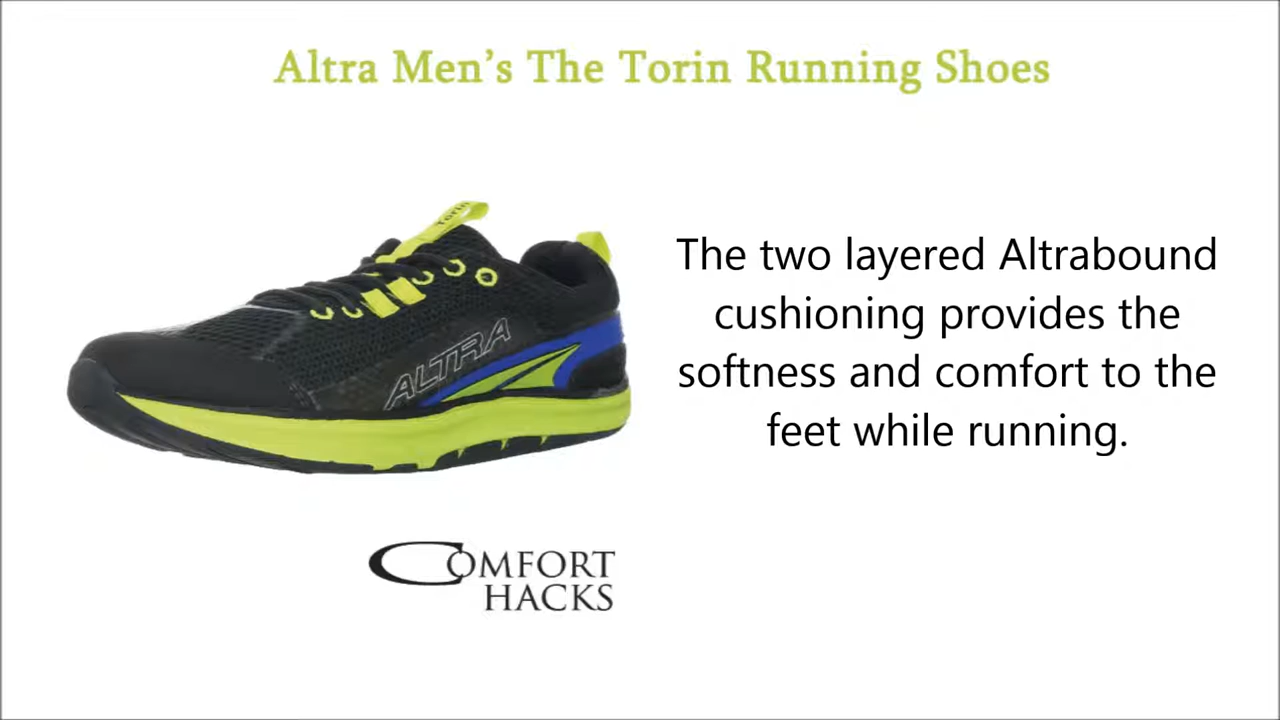 Altra Men's The Torin Running Shoes
Torin
ALTRA
The two layered Altrabound
cushioning provides the
softness and comfort to the
feet while running.
COMFORT
HACKS